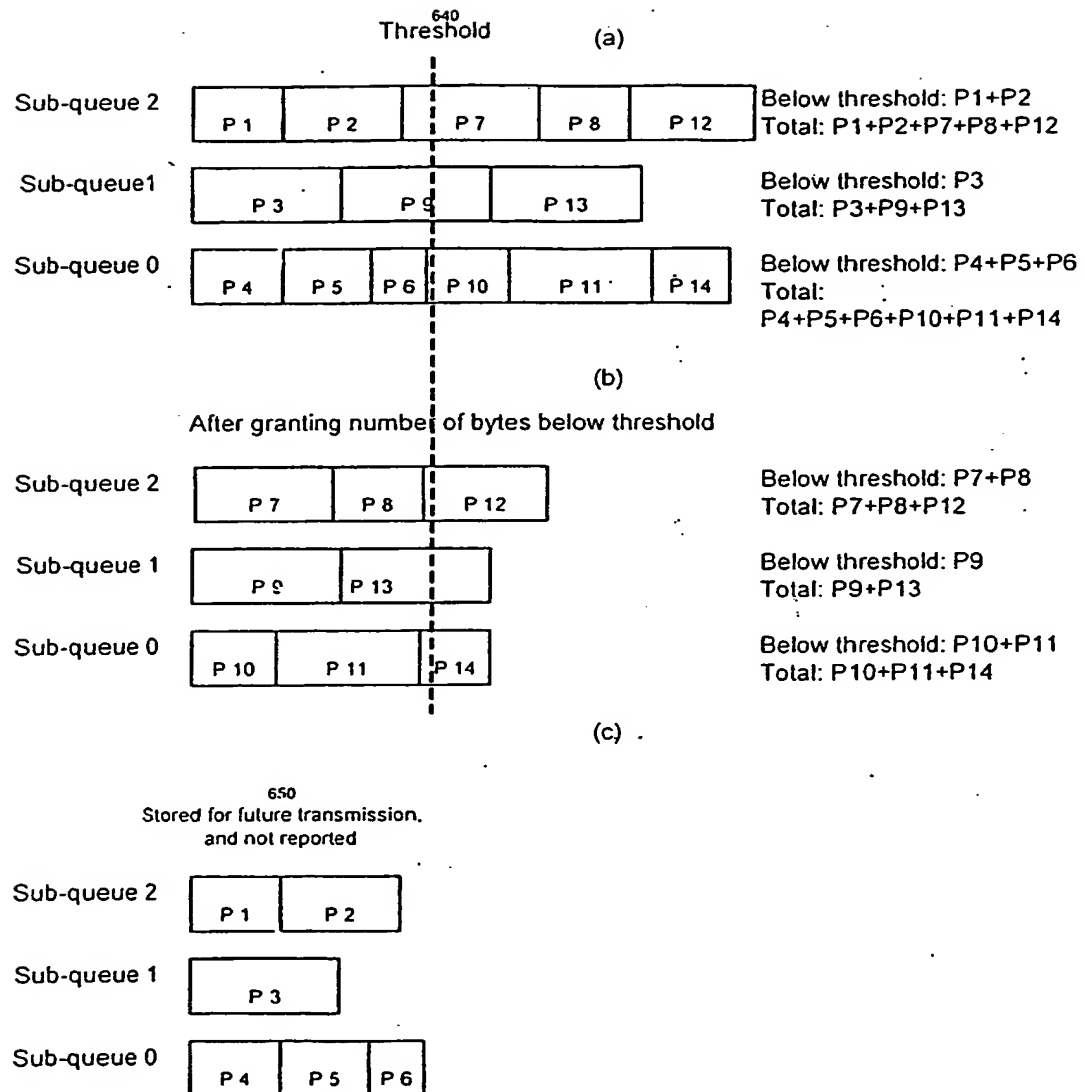 640
Threshold
(a)
Sub-queue 2
P 1 P 2 P 7 P 8 P 12
Below threshold: P1+P2
Total: P1+P2+P7+P8+P12
Sub-queue1
P 3 P 9 P 13
Below threshold: P3
Total: P3+P9+P13
Sub-queue 0
P 4 P 5 P 6 P 10 P 11 P 14
Below threshold: P4+P5+P6
Total:
P4+P5+P6+P10+P11+P14
(b)
After granting number of bytes below threshold
Sub-queue 2
P 7 P 8 P 12
Below threshold: P7+P8
Total: P7+P8+P12
Sub-queue 1
P 9 P 13
Below threshold: P9
Total: P9+P13
Sub-queue 0
P 10 P 11 P 14
Below threshold: P10+P11
Total: P10+P11+P14
(c)
650
Stored for future transmission,
and not reported
Sub-queue 2
P 1 P 2
Sub-queue 1
P 3
Sub-queue 0
P 4 P 5 P 6